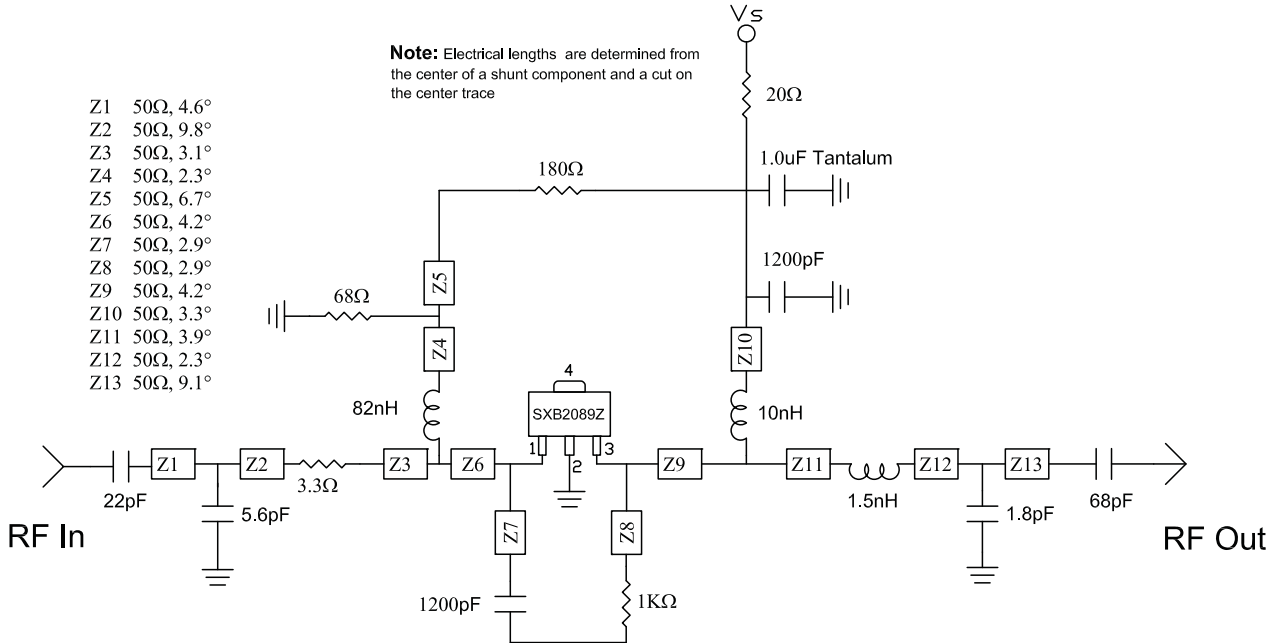 Vs
Note: Electrical lengths are determined from
the center of a shunt component and a cut on
the center trace
20Ω
Z1 50Ω, 4.6°
Z2 50Ω, 9.8°
Z3 50Ω, 3.1°
Z4 50Ω, 2.3°
Z5 50Ω, 6.7°
Z6 50Ω, 4.2°
Z7 50Ω, 2.9°
Z8 50Ω, 2.9°
Z9 50Ω, 4.2°
Z10 50Ω, 3.3°
Z11 50Ω, 3.9°
Z12 50Ω, 2.3°
Z13 50Ω, 9.1°
180Ω
1.0uF Tantalum
Z5
1200pF
68Ω
Z4
Z10
4
82nH
SXB2089Z
10nH
1
2
3
Z1
Z2
Z3
Z6
Z9
Z11
Z12
Z13
22pF
3.3Ω
1.5nH
68pF
5.6pF
1.8pF
RF In
RF Out
Z7
Z8
1200pF
1KΩ